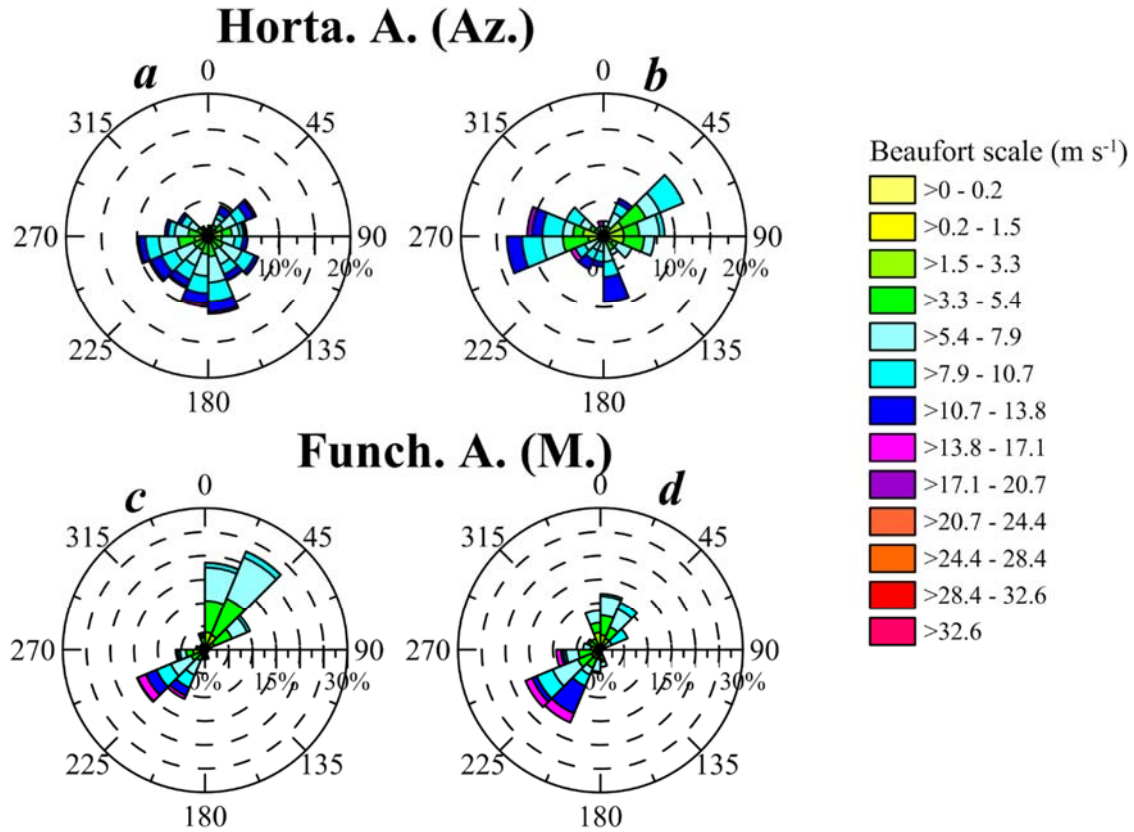 Horta. A. (Az.)
a
0
45
90
135
180
225
270
315
10%
20%
b
0
45
90
135
180
225
270
315
0%
10%
20%
Funch. A. (M.)
c
0
45
90
135
180
225
270
315
0%
15%
30%
d
0
45
90
135
180
225
270
315
0%
15%
30%
Beaufort scale (m s⁻¹)
>0 - 0.2
>0.2 - 1.5
>1.5 - 3.3
>3.3 - 5.4
>5.4 - 7.9
>7.9 - 10.7
>10.7 - 13.8
>13.8 - 17.1
>17.1 - 20.7
>20.7 - 24.4
>24.4 - 28.4
>28.4 - 32.6
>32.6